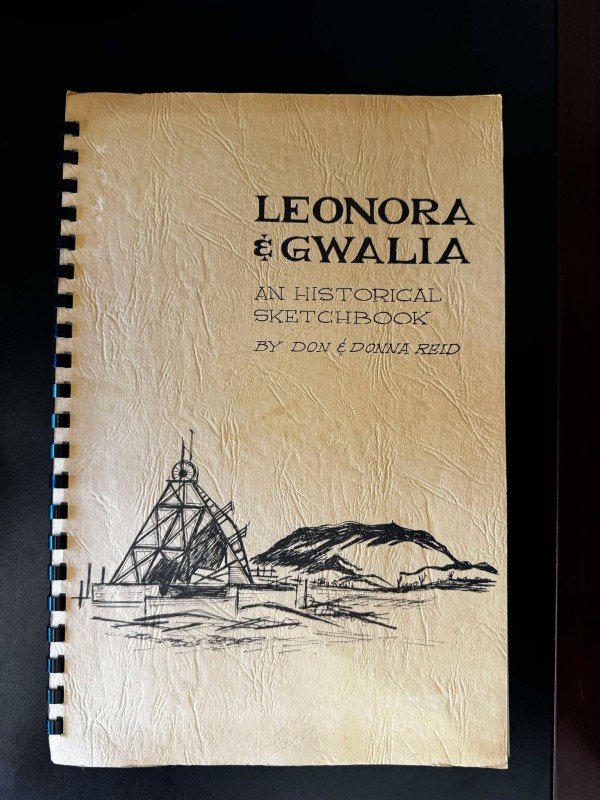 LEONORA
& GWALIA
AN HISTORICAL
SKETCHBOOK
BY DON & DONNA REID